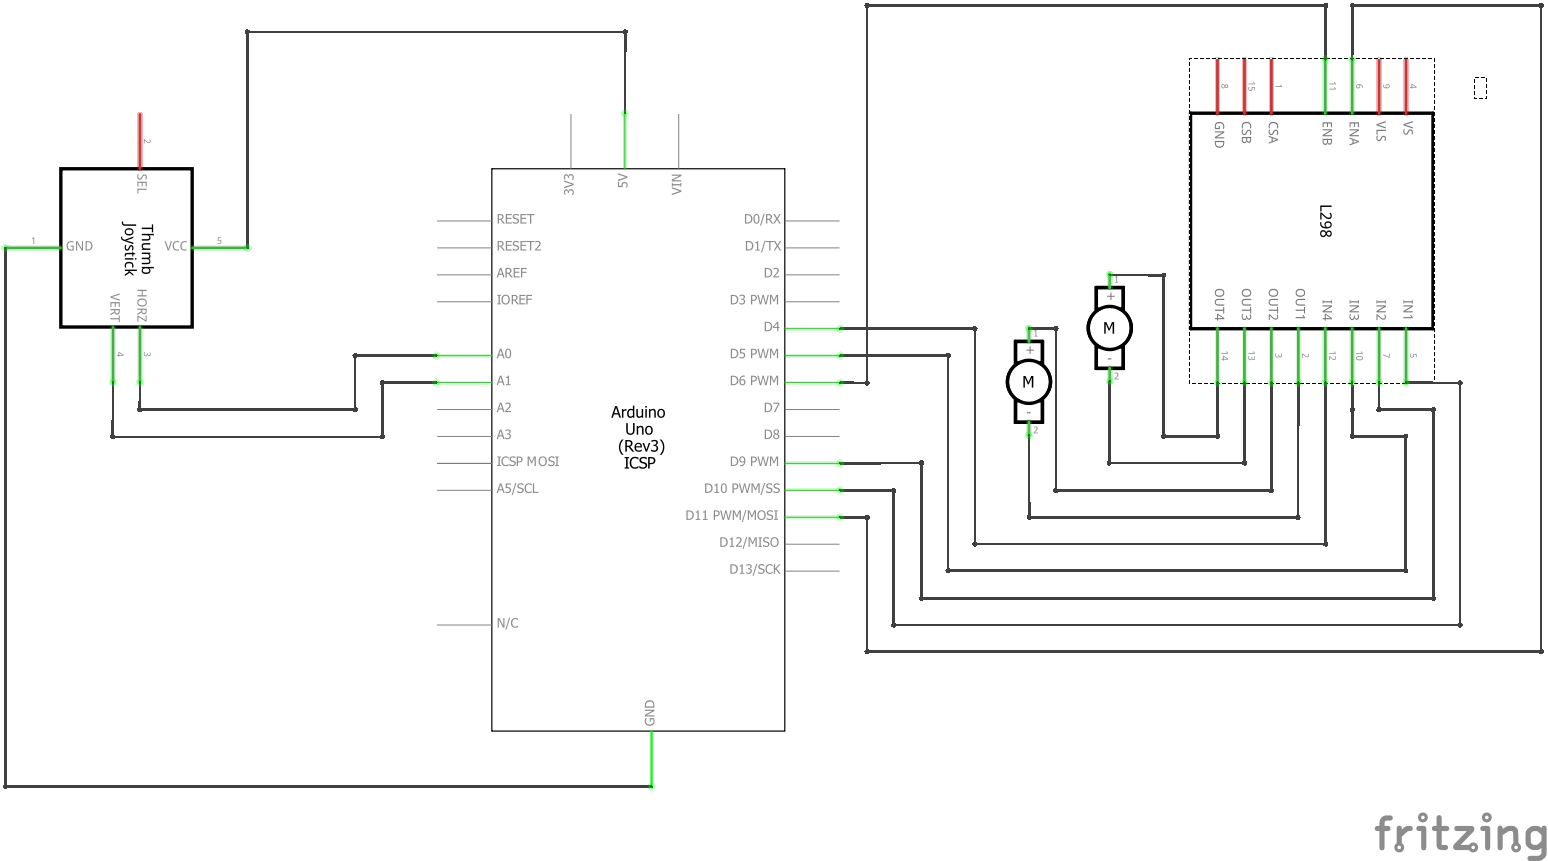 2
SEL
1
GND
Thumb
Joystick
VCC
5
VERT
HORZ
4
3
3V3
5V
VIN
RESET
RESET2
AREF
IOREF
A0
A1
A2
A3
ICSP MOSI
A5/SCL
N/C
Arduino
Uno
(Rev3)
ICSP
D0/RX
D1/TX
D2
D3 PWM
D4
D5 PWM
D6 PWM
D7
D8
D9 PWM
D10 PWM/SS
D11 PWM/MOSI
D12/MISO
D13/SCK
GND
1
+
M
-
2
1
+
M
-
2
8
15
1
11
6
9
4
GND
CSB
CSA
ENB
ENA
VLS
VS
L298
OUT4
OUT3
OUT2
OUT1
IN4
IN3
IN2
IN1
14
13
3
2
12
10
7
5
fritzing